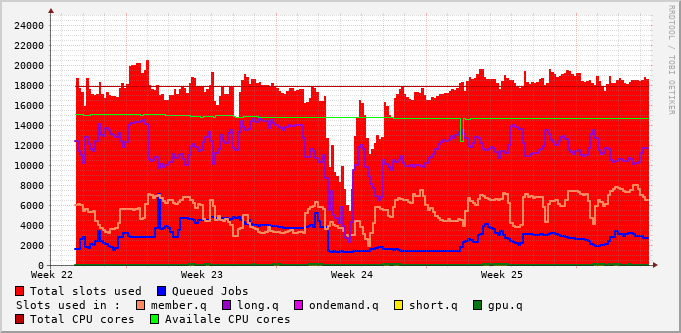 RRDTOOL / TOBI OETIKER
24000
22000
20000
18000
16000
14000
12000
10000
8000
6000
4000
2000
0
Week 22 Week 23 Week 24 Week 25
Total slots used Queued Jobs
Slots used in : member.q long.q ondemand.q short.q gpu.q
Total CPU cores Availale CPU cores